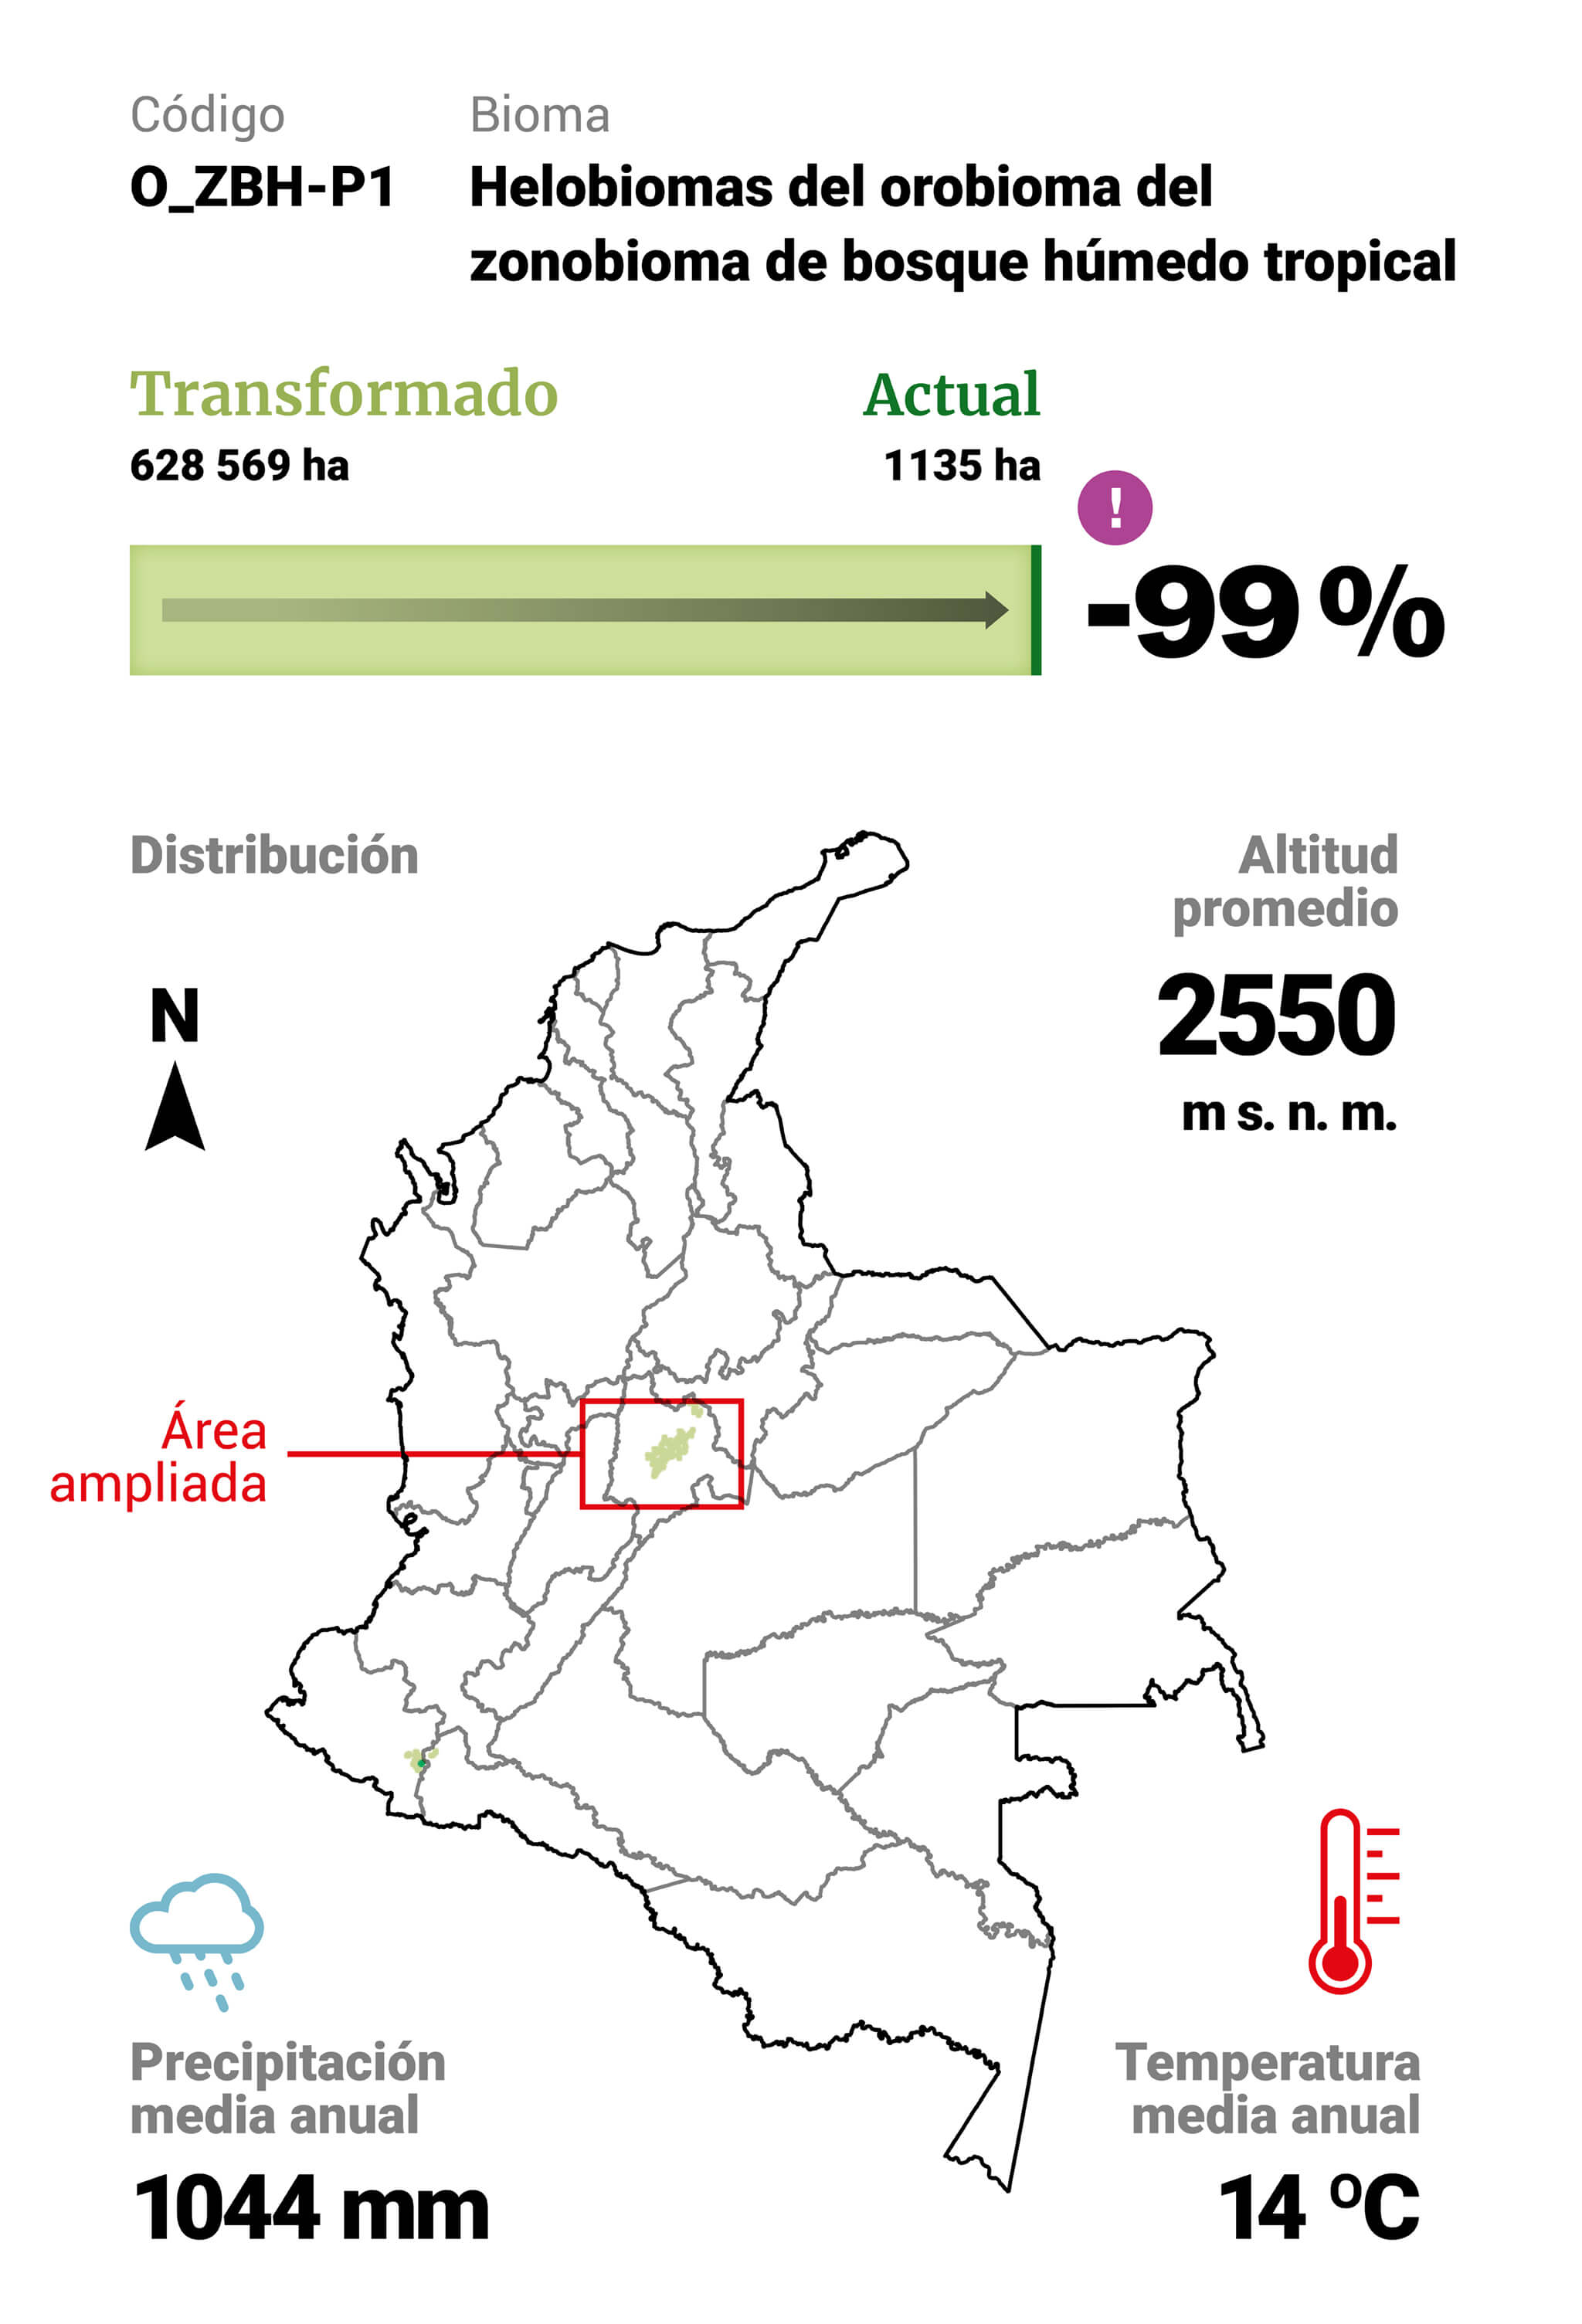 Código
O_ZBH-P1
Bioma
Helobiomas del orobioma del
zonobioma de bosque húmedo tropical
Transformado
628 569 ha
Actual
1135 ha
!
-99 %
Distribución
N
Altitud
promedio
2550
m s. n. m.
Área
ampliada
Precipitación
media anual
1044 mm
Temperatura
media anual
14 ºC